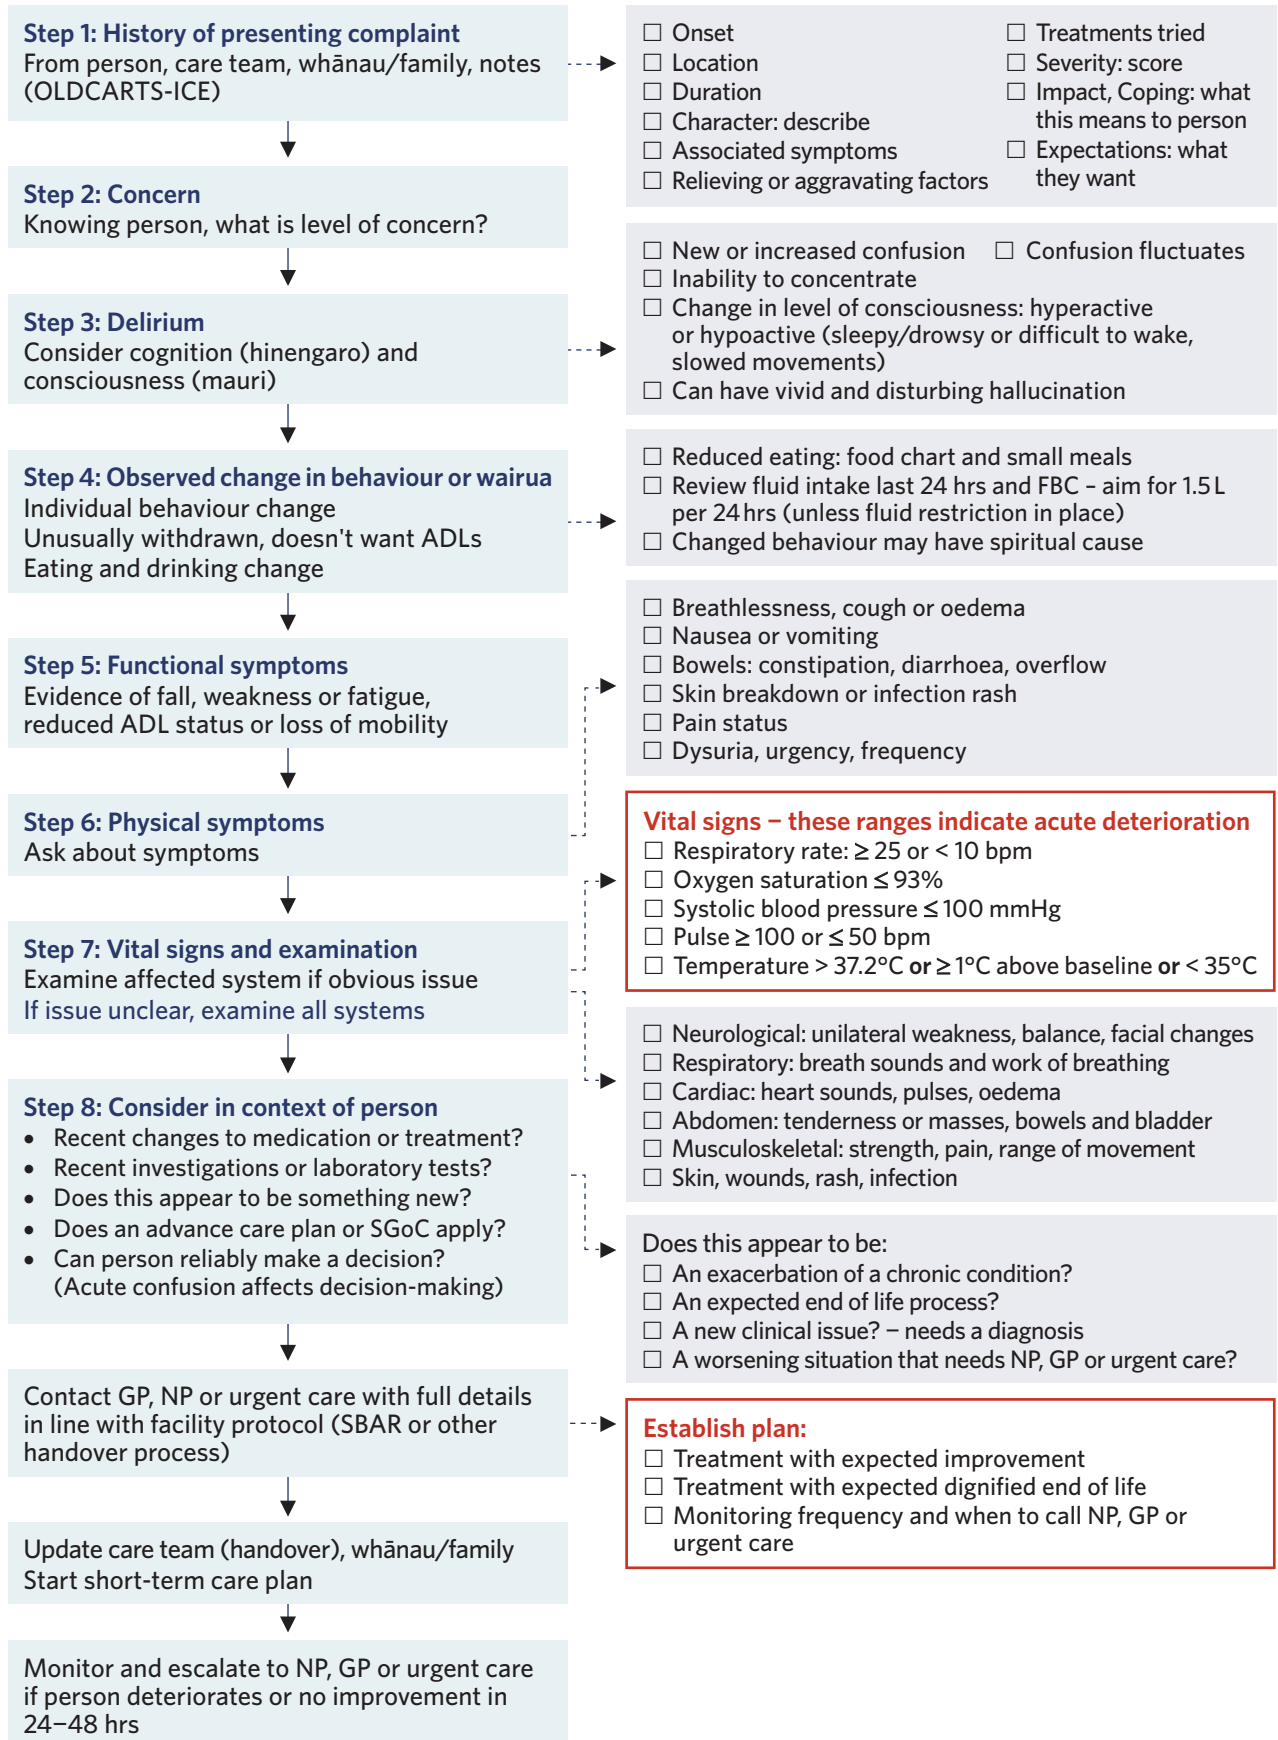 Step 1: History of presenting complaint
From person, care team, whānau/family, notes
(OLDCARTS-ICE)
☐ Onset
☐ Location
☐ Duration
☐ Character: describe
☐ Associated symptoms
☐ Relieving or aggravating factors
☐ Treatments tried
☐ Severity: score
☐ Impact, Coping: what
this means to person
☐ Expectations: what
they want
Step 2: Concern
Knowing person, what is level of concern?
Step 3: Delirium
Consider cognition (hinengaro) and
consciousness (mauri)
☐ New or increased confusion ☐ Confusion fluctuates
☐ Inability to concentrate
☐ Change in level of consciousness: hyperactive
or hypoactive (sleepy/drowsy or difficult to wake,
slowed movements)
☐ Can have vivid and disturbing hallucination
Step 4: Observed change in behaviour or wairua
Individual behaviour change
Unusually withdrawn, doesn't want ADLs
Eating and drinking change
☐ Reduced eating: food chart and small meals
☐ Review fluid intake last 24 hrs and FBC – aim for 1.5 L
per 24 hrs (unless fluid restriction in place)
☐ Changed behaviour may have spiritual cause
Step 5: Functional symptoms
Evidence of fall, weakness or fatigue,
reduced ADL status or loss of mobility
Step 6: Physical symptoms
Ask about symptoms
☐ Breathlessness, cough or oedema
☐ Nausea or vomiting
☐ Bowels: constipation, diarrhoea, overflow
☐ Skin breakdown or infection rash
☐ Pain status
☐ Dysuria, urgency, frequency
Step 7: Vital signs and examination
Examine affected system if obvious issue
If issue unclear, examine all systems
Vital signs – these ranges indicate acute deterioration
☐ Respiratory rate: ≥ 25 or < 10 bpm
☐ Oxygen saturation ≤ 93%
☐ Systolic blood pressure ≤ 100 mmHg
☐ Pulse ≥ 100 or ≤ 50 bpm
☐ Temperature > 37.2°C or ≥ 1°C above baseline or < 35°C
☐ Neurological: unilateral weakness, balance, facial changes
☐ Respiratory: breath sounds and work of breathing
☐ Cardiac: heart sounds, pulses, oedema
☐ Abdomen: tenderness or masses, bowels and bladder
☐ Musculoskeletal: strength, pain, range of movement
☐ Skin, wounds, rash, infection
Step 8: Consider in context of person
• Recent changes to medication or treatment?
• Recent investigations or laboratory tests?
• Does this appear to be something new?
• Does an advance care plan or SGoC apply?
• Can person reliably make a decision?
(Acute confusion affects decision-making)
Does this appear to be:
☐ An exacerbation of a chronic condition?
☐ An expected end of life process?
☐ A new clinical issue? – needs a diagnosis
☐ A worsening situation that needs NP, GP or urgent care?
Contact GP, NP or urgent care with full details
in line with facility protocol (SBAR or other
handover process)
Establish plan:
☐ Treatment with expected improvement
☐ Treatment with expected dignified end of life
☐ Monitoring frequency and when to call NP, GP or
urgent care
Update care team (handover), whānau/family
Start short-term care plan
Monitor and escalate to NP, GP or urgent care
if person deteriorates or no improvement in
24–48 hrs